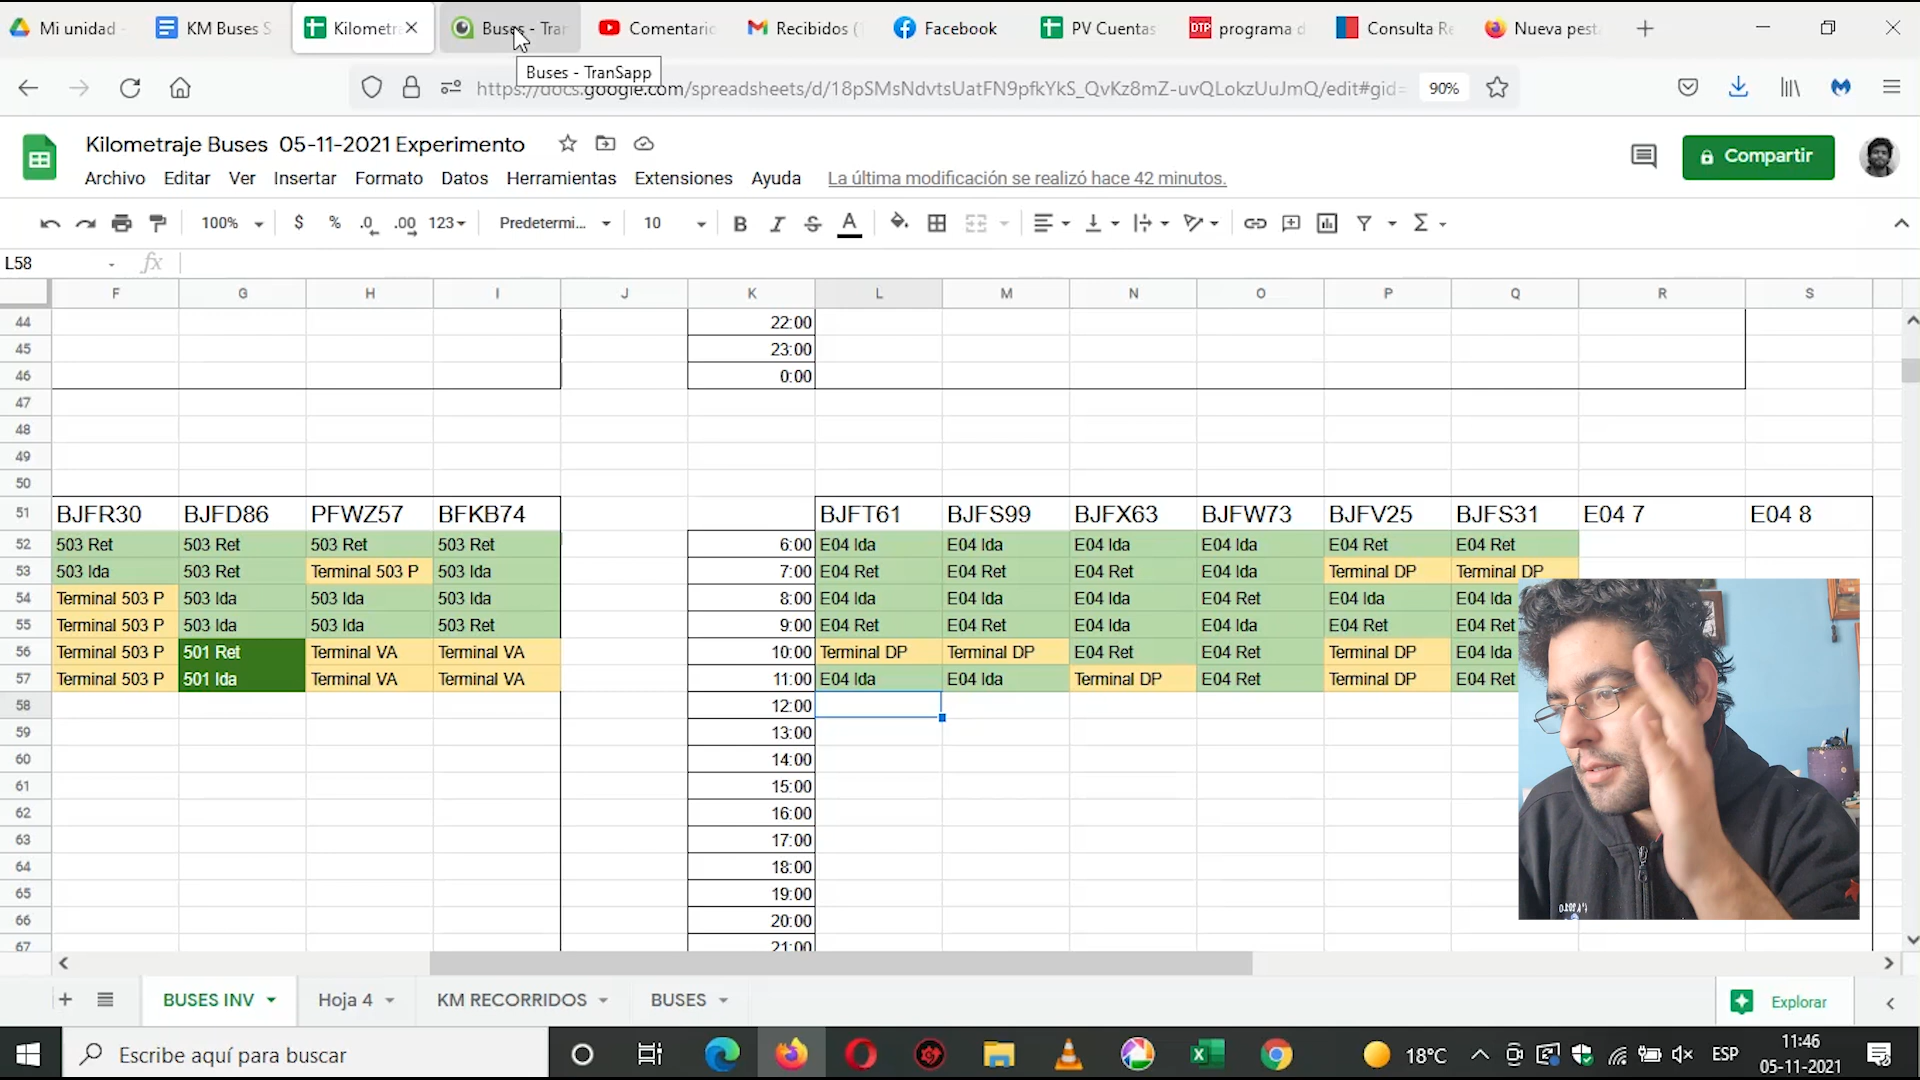 Mi unidad
KM Buses S
Kilometra
Buses - Tra
Comentario
Recibidos (
Facebook
PV Cuentas
DTP programa d
Consulta Re
Nueva pest
Buses - TranSapp
https://docs.google.com/spreadsheets/d/18pSMsNdvtsUatFN9pfkYkS_QvKz8mZ-uvQLokzUuJmQ/edit#gid=
90%
Kilometraje Buses 05-11-2021 Experimento
Compartir
Archivo Editar Ver Insertar Formato Datos Herramientas Extensiones Ayuda La última modificación se realizó hace 42 minutos.
100% $ % .0 .00 123 Predetermi... 10 B I S A
L58 fx
F G H I J K L M N O P Q R S
44 22:00
45 23:00
46 0:00
47
48
49
50
51 BJFR30 BJFD86 PFWZ57 BFKB74 BJFT61 BJFS99 BJFX63 BJFW73 BJFV25 BJFS31 E04 7 E04 8
52 503 Ret 503 Ret 503 Ret 503 Ret 6:00 E04 Ida E04 Ida E04 Ida E04 Ida E04 Ret E04 Ret
53 503 Ida 503 Ret Terminal 503 P 503 Ida 7:00 E04 Ret E04 Ret E04 Ret E04 Ida Terminal DP Terminal DP
54 Terminal 503 P 503 Ida 503 Ida 503 Ida 8:00 E04 Ida E04 Ida E04 Ida E04 Ret E04 Ida E04 Ida
55 Terminal 503 P 503 Ida 503 Ida 503 Ret 9:00 E04 Ret E04 Ret E04 Ida E04 Ida E04 Ret E04 Ret
56 Terminal 503 P 501 Ret Terminal VA Terminal VA 10:00 Terminal DP Terminal DP E04 Ret E04 Ret Terminal DP E04 Ida
57 Terminal 503 P 501 Ida Terminal VA Terminal VA 11:00 E04 Ida E04 Ida Terminal DP E04 Ret Terminal DP E04 Ret
58 12:00
59 13:00
60 14:00
61 15:00
62 16:00
63 17:00
64 18:00
65 19:00
66 20:00
67 21:00
BUSES INV Hoja 4 KM RECORRIDOS BUSES Explorar
Escribe aquí para buscar
18°C
ESP
11:46
05-11-2021